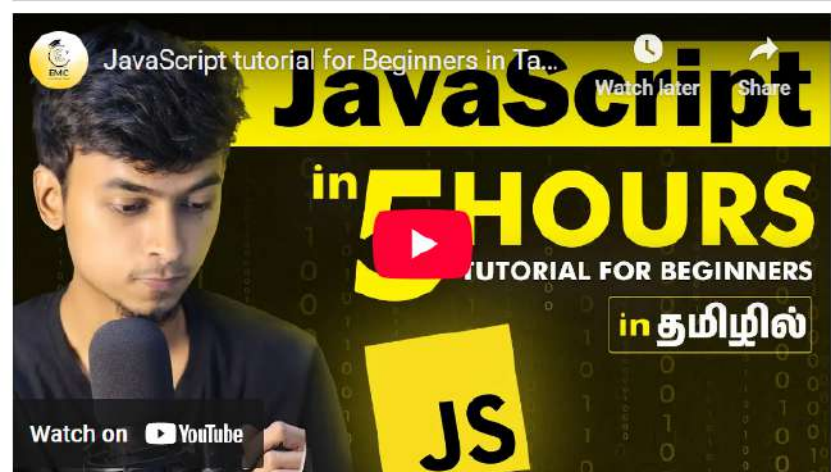 EMC
JavaScript tutorial for Beginners in Ta...
Watch later
Share
JavaScript
in 5 HOURS
TUTORIAL FOR BEGINNERS
in தமிழில்
JS
Watch on YouTube